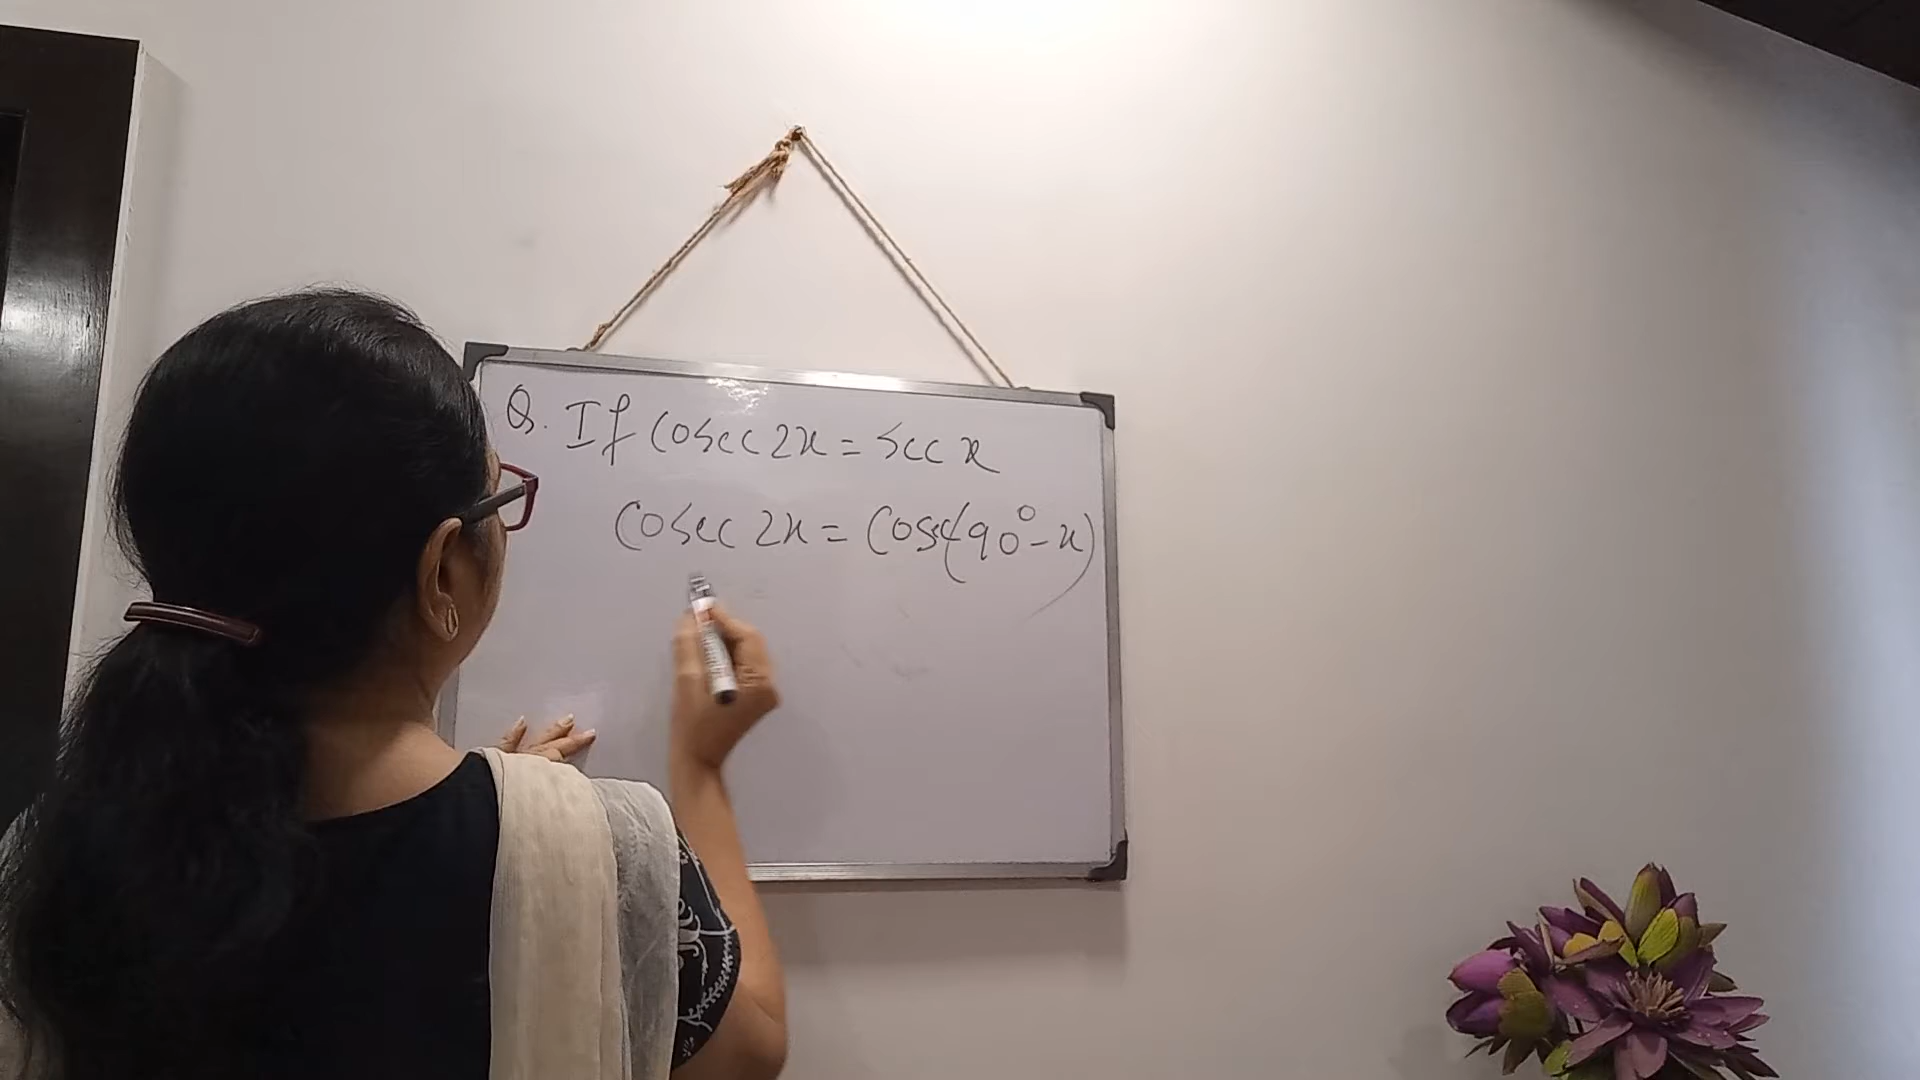 Q. If Cosec 2x = Sec x
Cosec 2x = Cosec(90° - x)